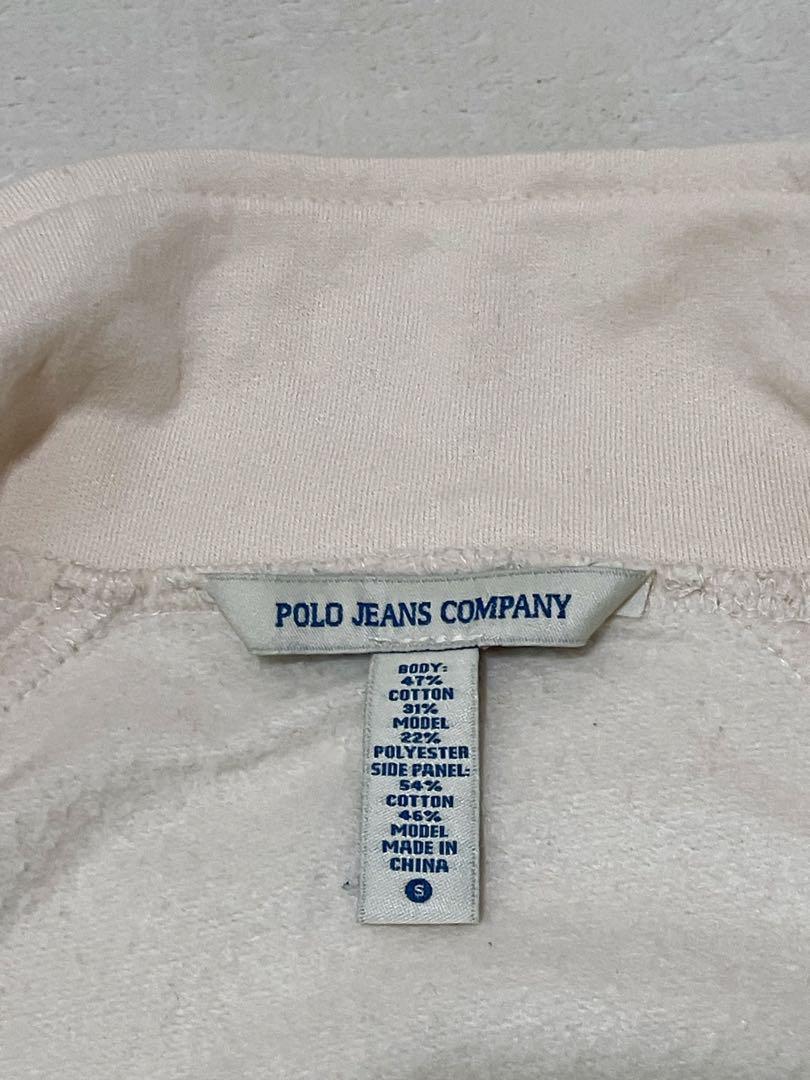 POLO JEANS COMPANY
BODY:
47%
COTTON
31%
MODEL
22%
POLYESTER
SIDE PANEL:
54%
COTTON
46%
MODEL
MADE IN
CHINA
S